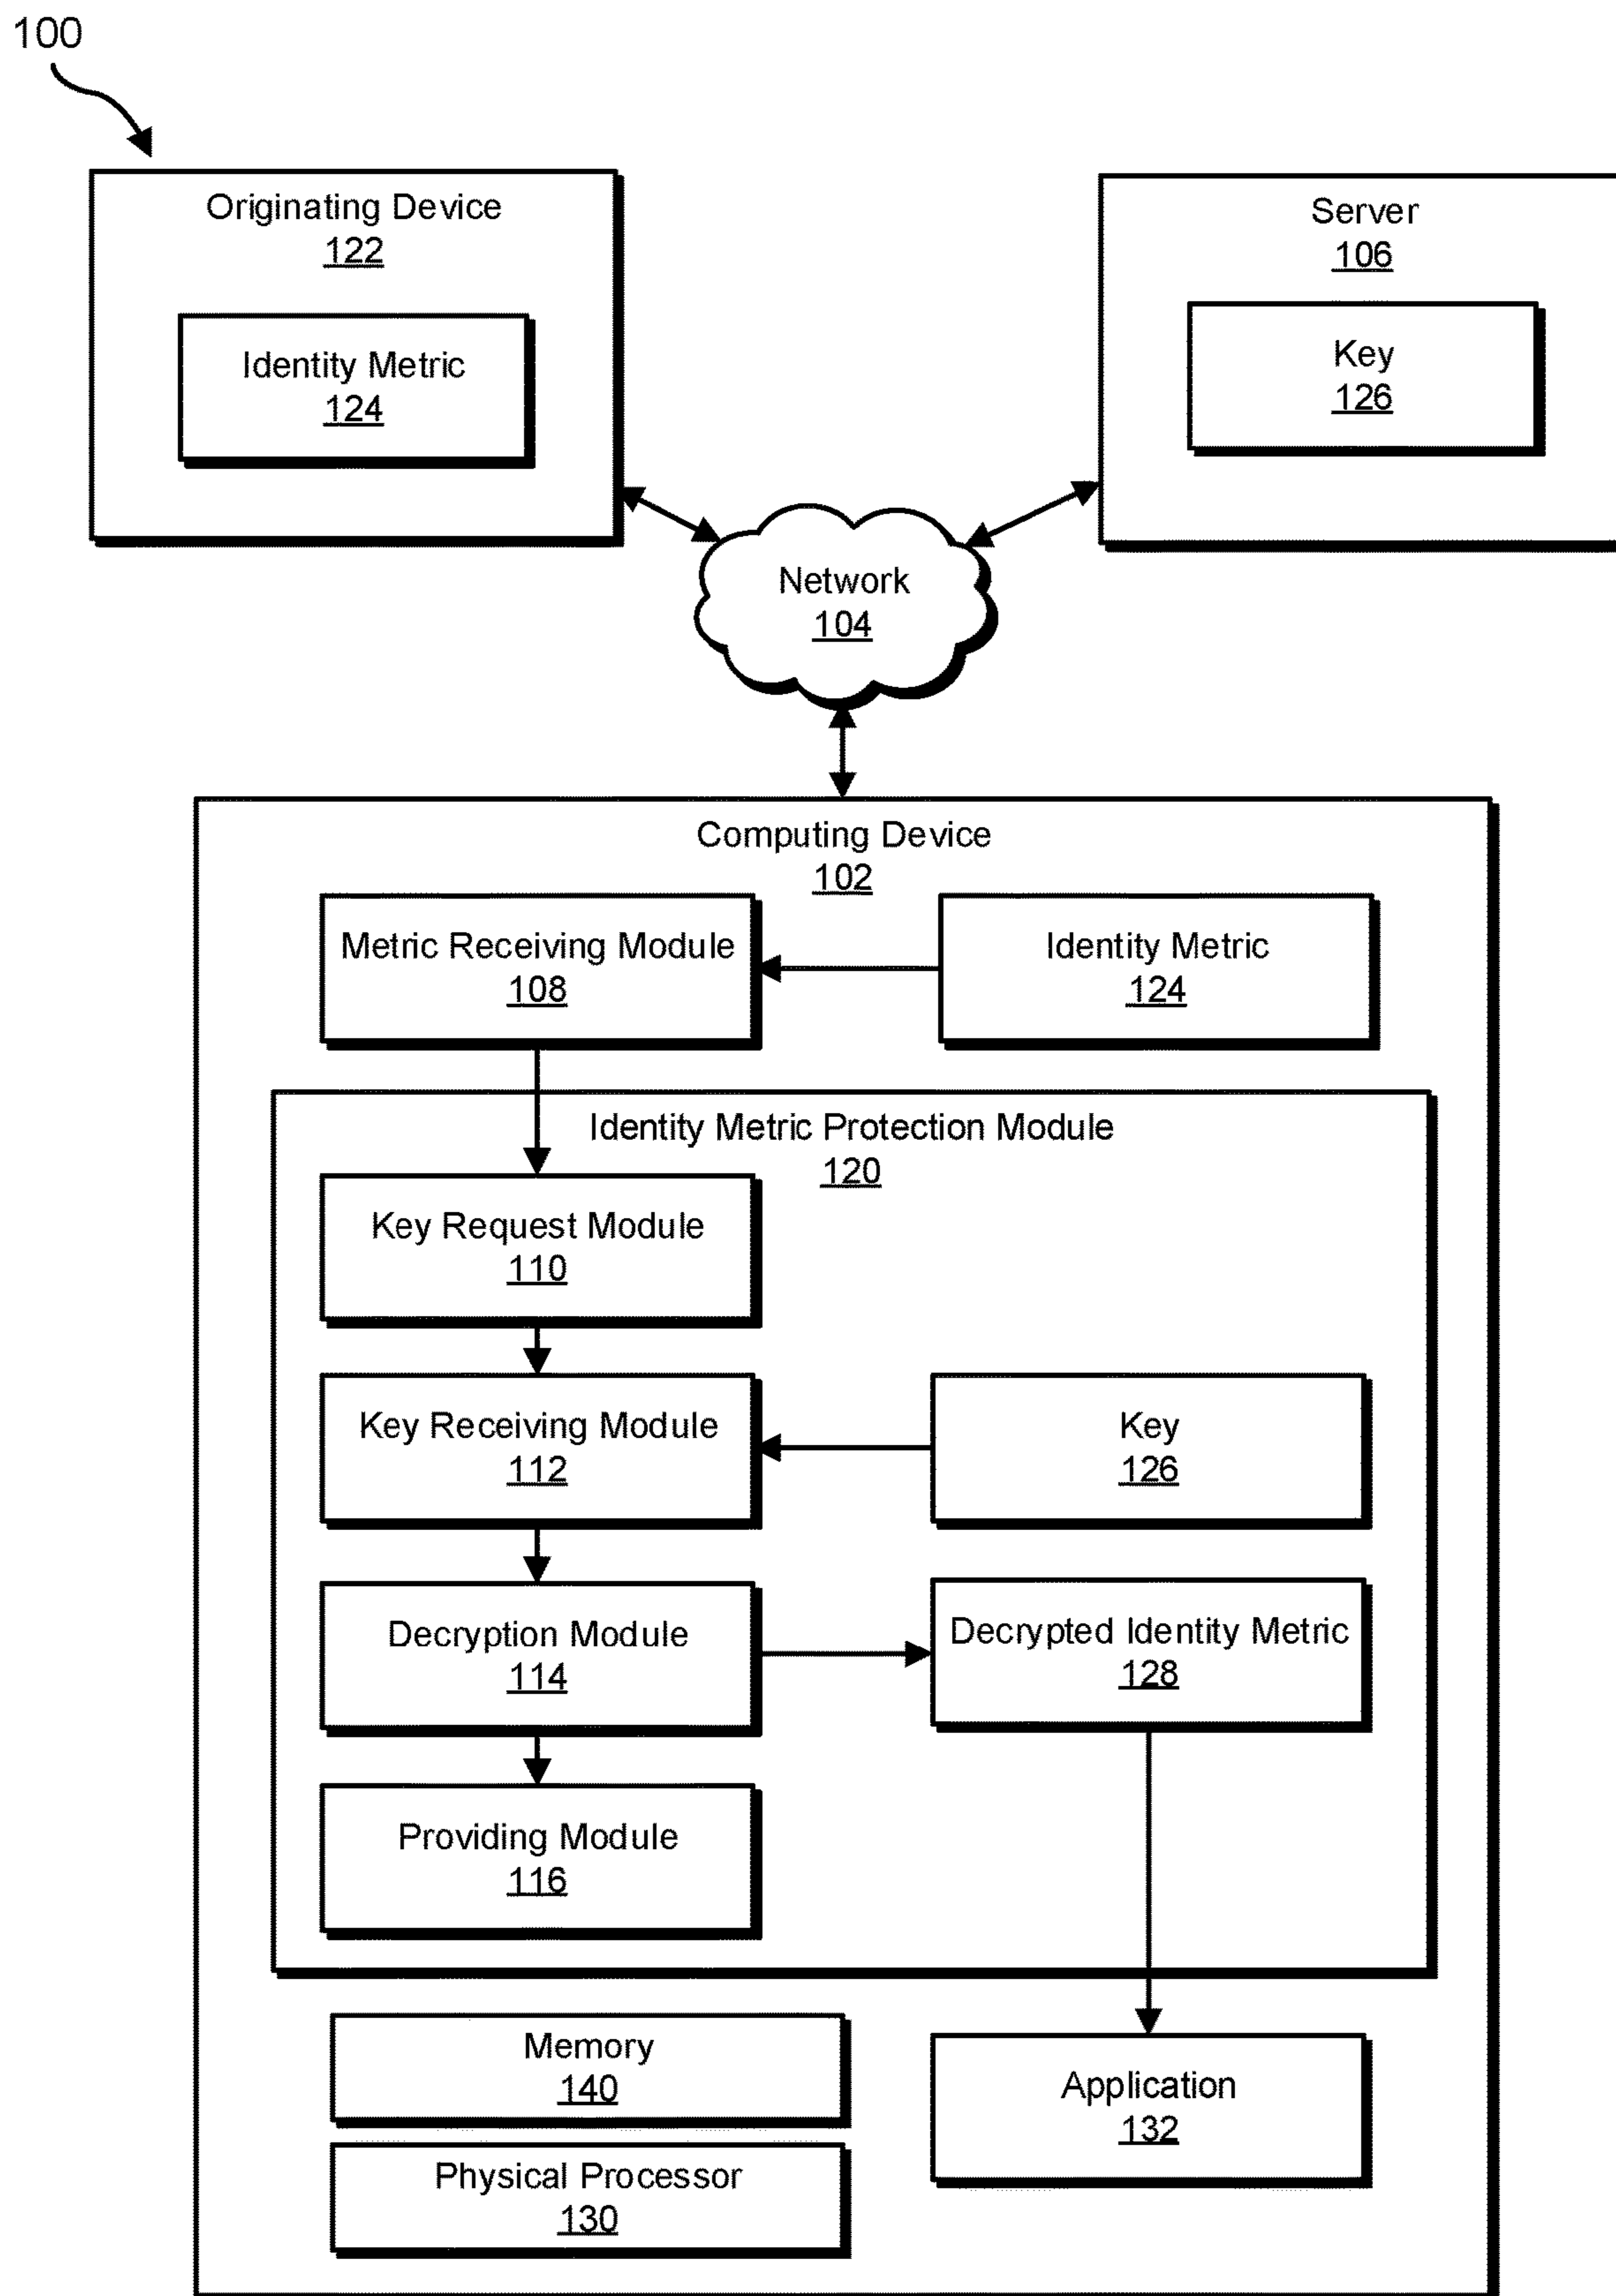 100
Originating Device
122
Identity Metric
124
Server
106
Key
126
Network
104
Computing Device
102
Metric Receiving Module
108
Identity Metric
124
Identity Metric Protection Module
120
Key Request Module
110
Key Receiving Module
112
Key
126
Decryption Module
114
Decrypted Identity Metric
128
Providing Module
116
Memory
140
Application
132
Physical Processor
130